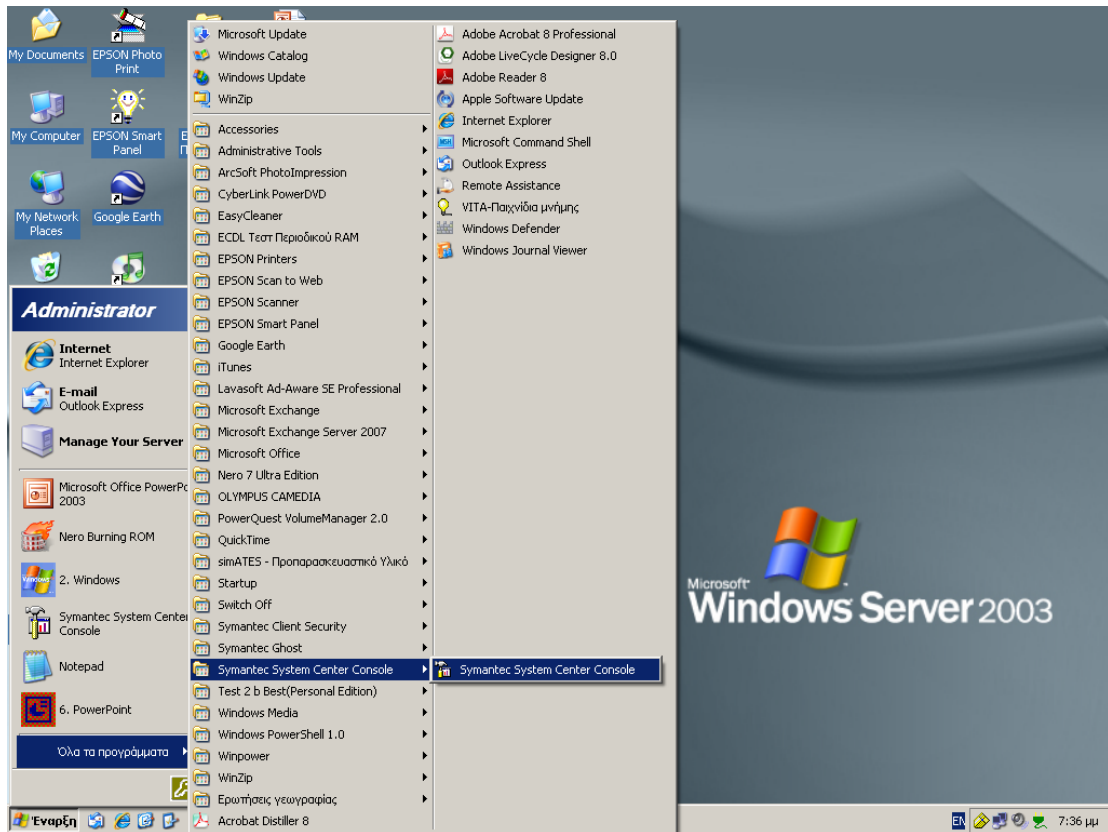 My Documents
EPSON Photo Print
My Computer
EPSON Smart Panel
My Network Places
Google Earth
Administrator
Internet
Internet Explorer
E-mail
Outlook Express
Manage Your Server
Microsoft Office PowerPo
2003
Nero Burning ROM
2. Windows
Symantec System Center
Console
Notepad
6. PowerPoint
Όλα τα προγράμματα
Έναρξη
Microsoft Update
Windows Catalog
Windows Update
WinZip
Accessories
Administrative Tools
ArcSoft PhotoImpression
CyberLink PowerDVD
EasyCleaner
ECDL Τεστ Περιοδικού RAM
EPSON Printers
EPSON Scan to Web
EPSON Scanner
EPSON Smart Panel
Google Earth
iTunes
Lavasoft Ad-Aware SE Professional
Microsoft Exchange
Microsoft Exchange Server 2007
Microsoft Office
Nero 7 Ultra Edition
OLYMPUS CAMEDIA
PowerQuest VolumeManager 2.0
QuickTime
simATES - Προπαρασκευαστικό Υλικό
Startup
Switch Off
Symantec Client Security
Symantec Ghost
Symantec System Center Console
Test 2 b Best(Personal Edition)
Windows Media
Windows PowerShell 1.0
Winpower
WinZip
Ερωτήσεις γεωγραφίας
Acrobat Distiller 8
Adobe Acrobat 8 Professional
Adobe LiveCycle Designer 8.0
Adobe Reader 8
Apple Software Update
Internet Explorer
Microsoft Command Shell
Outlook Express
Remote Assistance
VITA-Παιχνίδια μνήμης
Windows Defender
Windows Journal Viewer
Symantec System Center Console
Microsoft
Windows Server 2003
EN
7:36 μμ